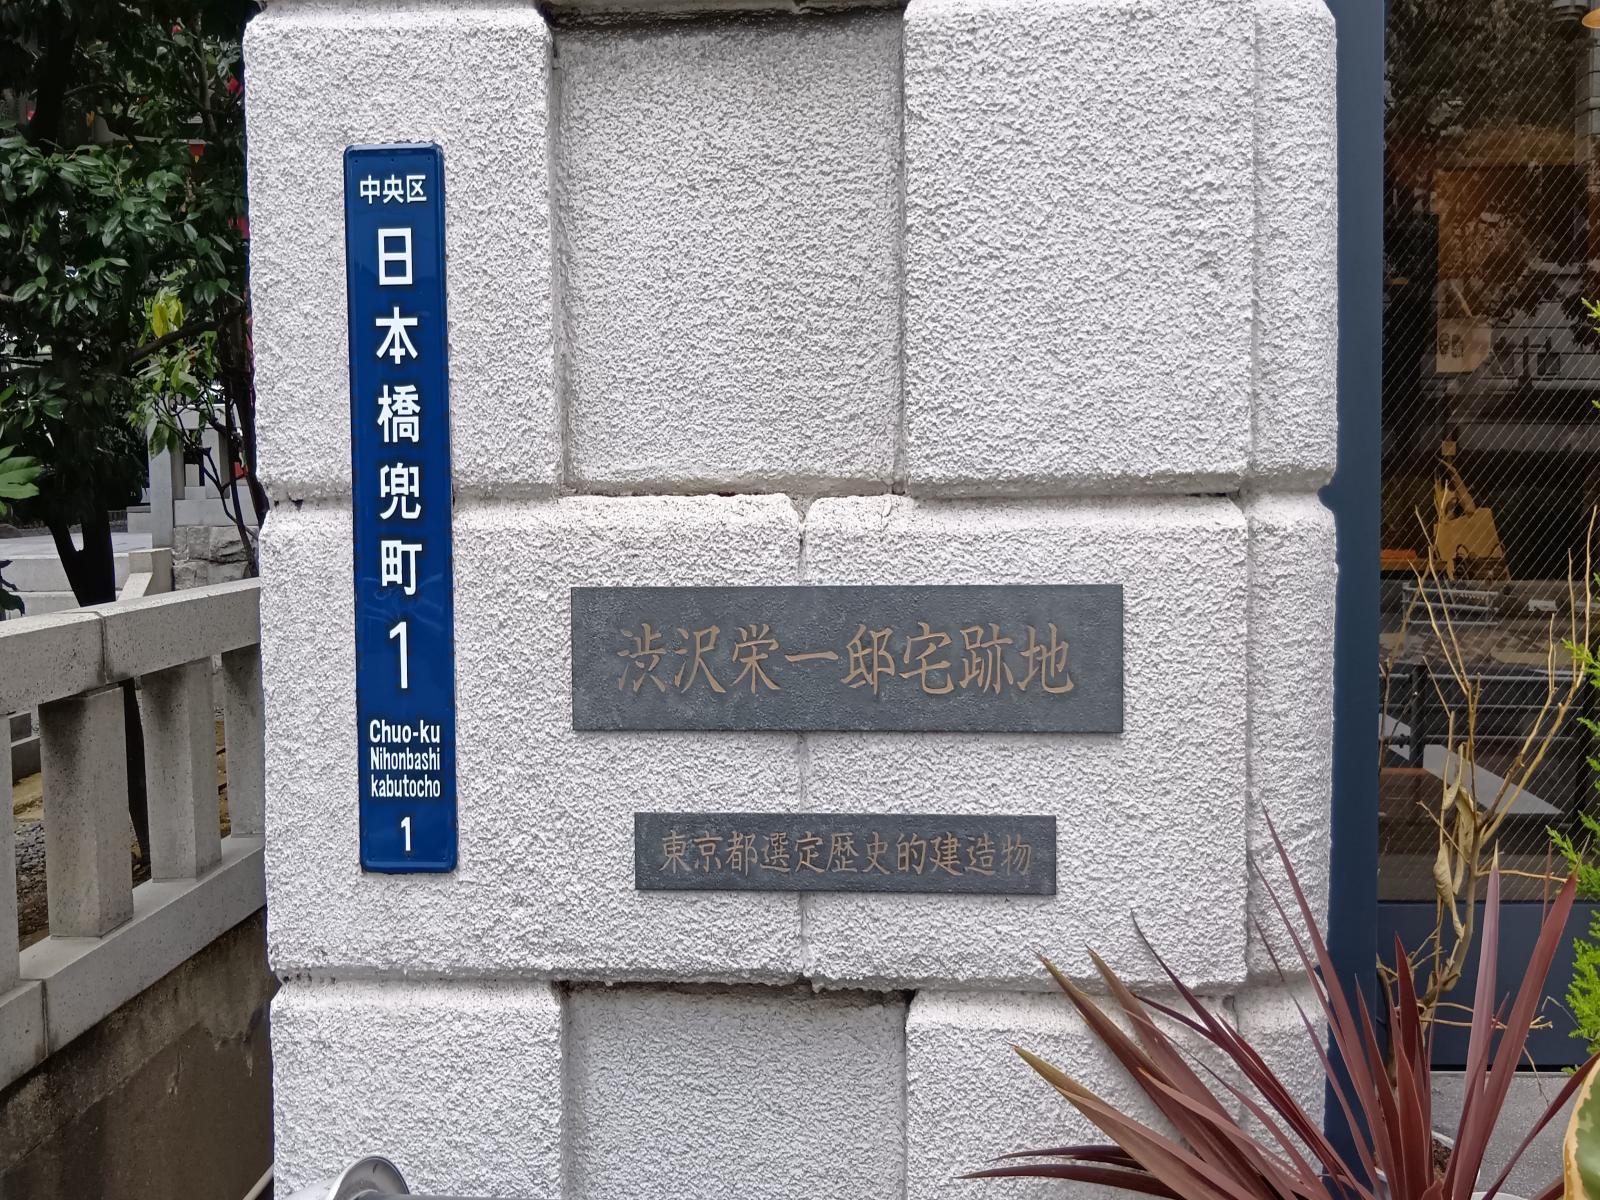 中央区
日本橋兜町1
Chuo-ku
Nihonbashi
kabutocho
1
渋沢栄一邸宅跡地
東京都選定歴史的建造物